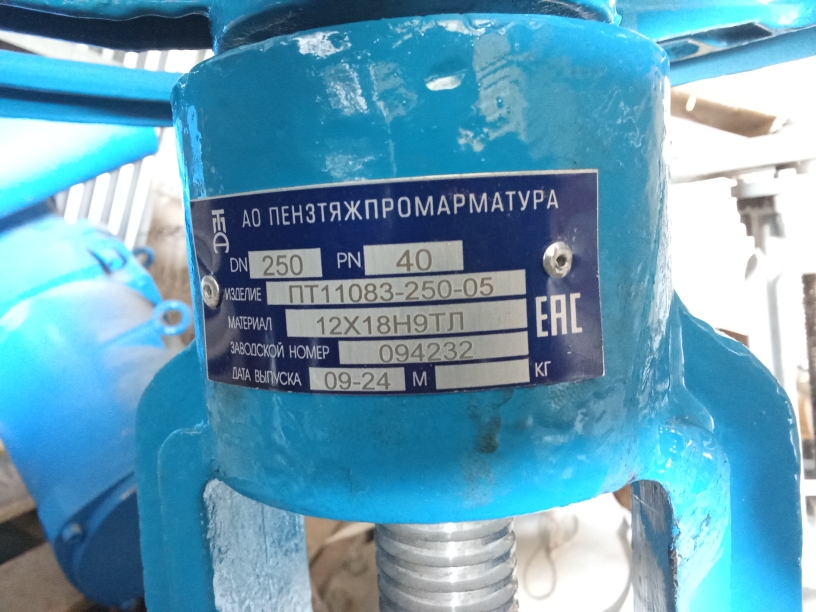 АО ПЕНЗТЯЖПРОМАРМАТУРА
DN 250 PN 40
ИЗДЕЛИЕ ПТ11083-250-05
МАТЕРИАЛ 12Х18Н9ТЛ
ЗАВОДСКОЙ НОМЕР 094232
ДАТА ВЫПУСКА 09-24 М КГ
EAC